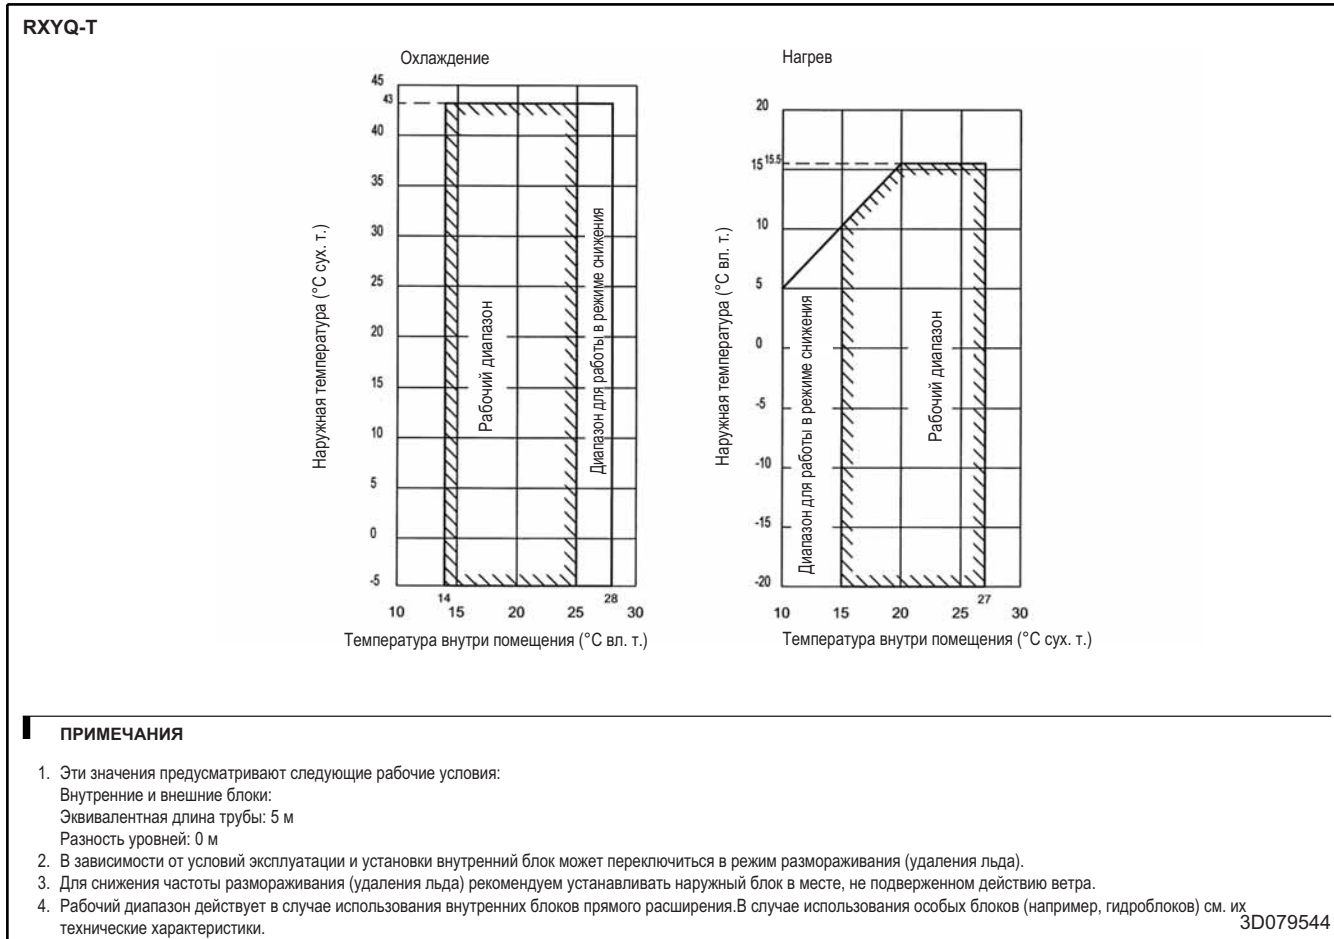 RXYQ-T
Охлаждение
45
43
40
35
30
25
20
15
10
5
0
-5
10
14
15
20
25
28
30
Наружная температура (°C сух. т.)
Рабочий диапазон
Диапазон для работы в режиме снижения
Температура внутри помещения (°C вл. т.)
Нагрев
20
15
15.5
10
5
0
-5
-10
-15
-20
10
15
20
25
27
30
Наружная температура (°C вл. т.)
Диапазон для работы в режиме снижения
Рабочий диапазон
Температура внутри помещения (°C сух. т.)
ПРИМЕЧАНИЯ
1. Эти значения предусматривают следующие рабочие условия:
Внутренние и внешние блоки:
Эквивалентная длина трубы: 5 м
Разность уровней: 0 м
2. В зависимости от условий эксплуатации и установки внутренний блок может переключиться в режим размораживания (удаления льда).
3. Для снижения частоты размораживания (удаления льда) рекомендуем устанавливать наружный блок в месте, не подверженном действию ветра.
4. Рабочий диапазон действует в случае использования внутренних блоков прямого расширения.В случае использования особых блоков (например, гидроблоков) см. их
технические характеристики.
3D079544